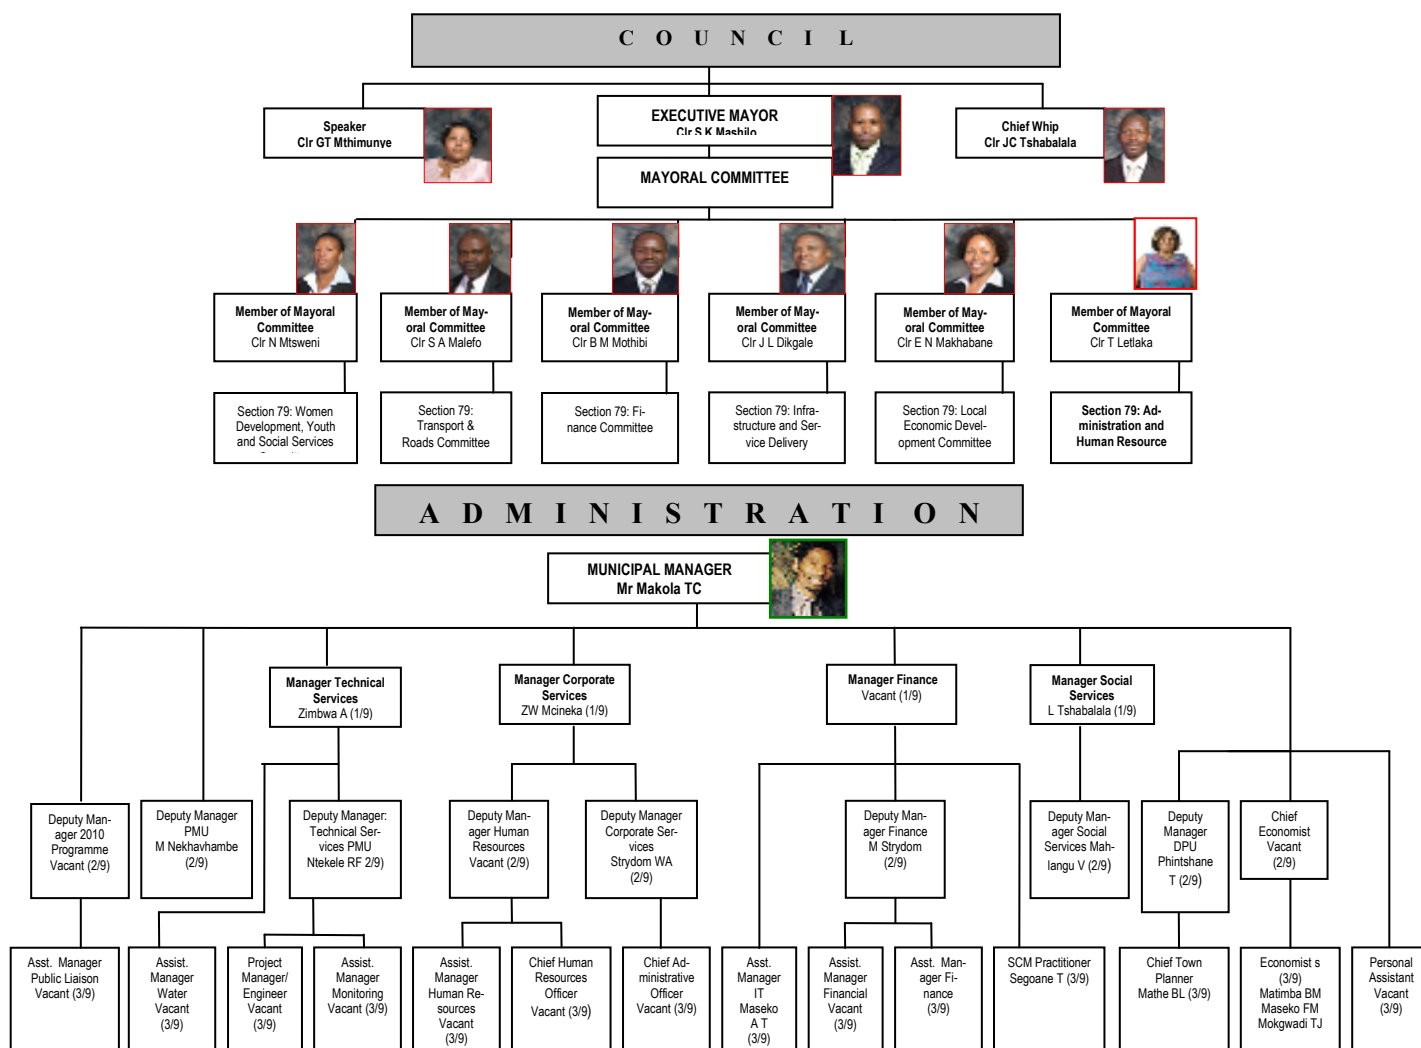 C O U N C I L
Speaker
Clr GT Mthimunye
EXECUTIVE MAYOR
Clr S K Mashilo
Chief Whip
Clr JC Tshabalala
MAYORAL COMMITTEE
Member of Mayoral
Committee
Clr N Mtsweni
Member of May-
oral Committee
Clr S A Malefo
Member of May-
oral Committee
Clr B M Mothibi
Member of May-
oral Committee
Clr J L Dikgale
Member of May-
oral Committee
Clr E N Makhabane
Member of Mayoral
Committee
Clr T Letlaka
Section 79: Women
Development, Youth
and Social Services
Section 79:
Transport &
Roads Committee
Section 79: Fi-
nance Committee
Section 79: Infra-
structure and Ser-
vice Delivery
Section 79: Local
Economic Devel-
opment Committee
Section 79: Ad-
ministration and
Human Resource
A D M I N I S T R A T I O N
MUNICIPAL MANAGER
Mr Makola TC
Manager Technical
Services
Zimbwa A (1/9)
Manager Corporate
Services
ZW Mcineka (1/9)
Manager Finance
Vacant (1/9)
Manager Social
Services
L Tshabalala (1/9)
Deputy Man-
ager 2010
Programme
Vacant (2/9)
Deputy Manager
PMU
M Nekhavhambe
(2/9)
Deputy Manager:
Technical Ser-
vices PMU
Ntekele RF 2/9)
Deputy Man-
ager Human
Resources
Vacant (2/9)
Deputy Manager
Corporate Ser-
vices
Strydom WA
(2/9)
Deputy Man-
ager Finance
M Strydom
(2/9)
Deputy Man-
ager Social
Services Mah-
langu V (2/9)
Deputy
Manager
DPU
Phintshane
T (2/9)
Chief
Economist
Vacant
(2/9)
Asst. Manager
Public Liaison
Vacant (3/9)
Assist.
Manager
Water
Vacant
(3/9)
Project
Manager/
Engineer
Vacant
(3/9)
Assist.
Manager
Monitoring
Vacant (3/9)
Assist.
Manager
Human Re-
sources
Vacant
(3/9)
Chief Human
Resources
Officer
Vacant (3/9)
Chief Ad-
ministrative
Officer
Vacant (3/9)
Asst.
Manager
IT
Maseko
A T
(3/9)
Assist.
Manager
Financial
Vacant
(3/9)
Asst. Man-
ager Fi-
nance
(3/9)
SCM Practitioner
Segoane T (3/9)
Chief Town
Planner
Mathe BL (3/9)
Economist s
(3/9)
Matimba BM
Maseko FM
Mokgwadi TJ
Personal
Assistant
Vacant
(3/9)